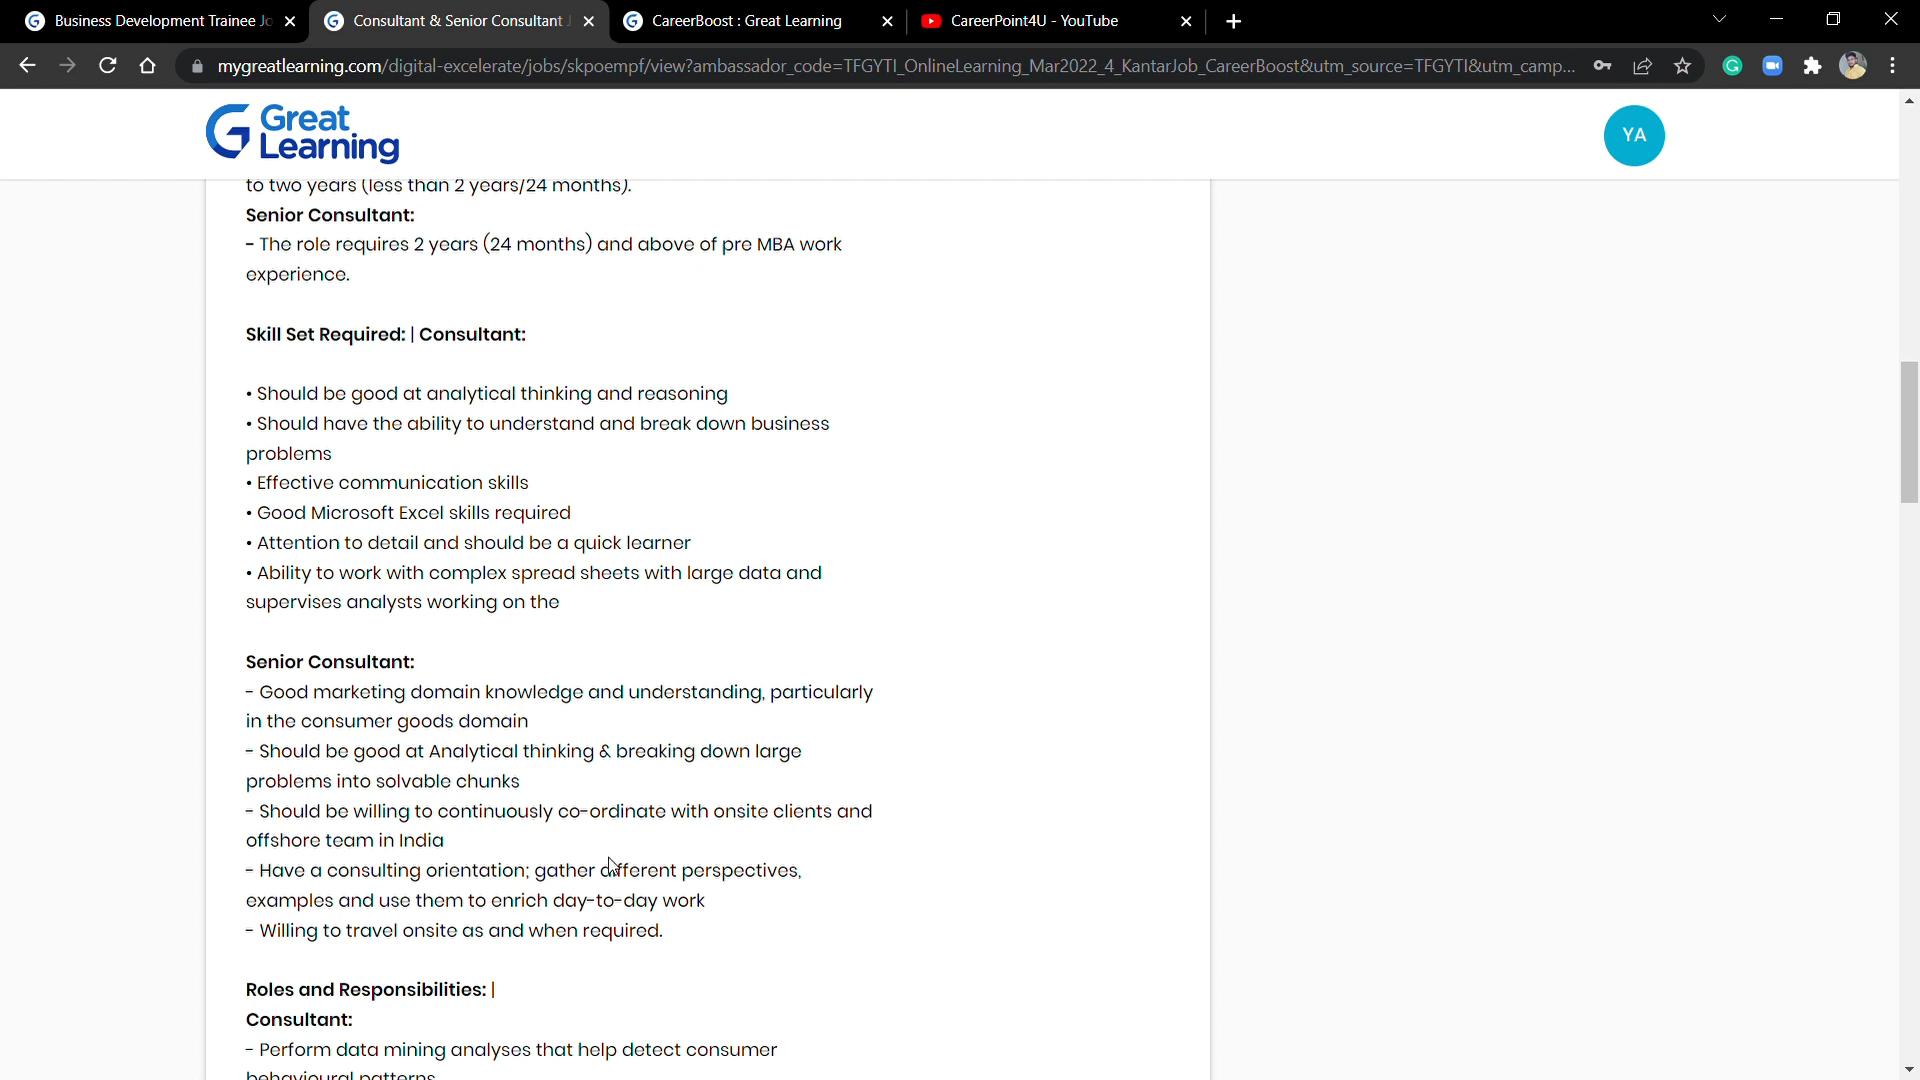 Business Development Trainee Jo
Consultant & Senior Consultant J
CareerBoost : Great Learning
CareerPoint4U - YouTube
mygreatlearning.com/digital-excelerate/jobs/skpoempf/view?ambassador_code=TFGYTI_OnlineLearning_Mar2022_4_KantarJob_CareerBoost&utm_source=TFGYTI&utm_camp...
Great
Learning
YA
to two years (less than 2 years/24 months).
Senior Consultant:
- The role requires 2 years (24 months) and above of pre MBA work
experience.
Skill Set Required: | Consultant:
• Should be good at analytical thinking and reasoning
• Should have the ability to understand and break down business
problems
• Effective communication skills
• Good Microsoft Excel skills required
• Attention to detail and should be a quick learner
• Ability to work with complex spread sheets with large data and
supervises analysts working on the
Senior Consultant:
- Good marketing domain knowledge and understanding, particularly
in the consumer goods domain
- Should be good at Analytical thinking & breaking down large
problems into solvable chunks
- Should be willing to continuously co-ordinate with onsite clients and
offshore team in India
- Have a consulting orientation; gather different perspectives,
examples and use them to enrich day-to-day work
- Willing to travel onsite as and when required.
Roles and Responsibilities: |
Consultant:
- Perform data mining analyses that help detect consumer
behavioural patterns